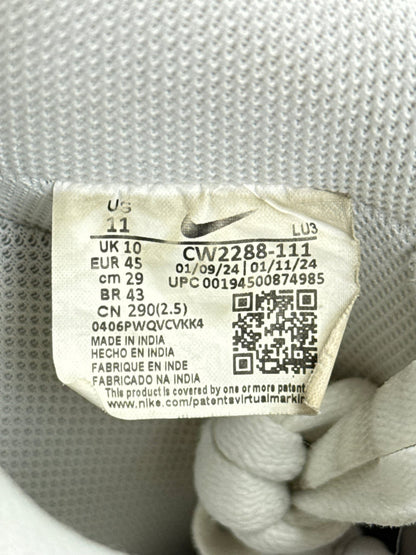 US
11
LU3
UK 10
EUR 45
cm 29
BR 43
CN 290(2.5)
CW2288-111
01/09/24 | 01/11/24
UPC 00194500874985
0406PWQVCVKK4
MADE IN INDIA
HECHO EN INDIA
FABRIQUE EN INDE
FABRICADO NA INDIA
This product is covered by one or more patent
www.nike.com/patentsvirtualmarkin